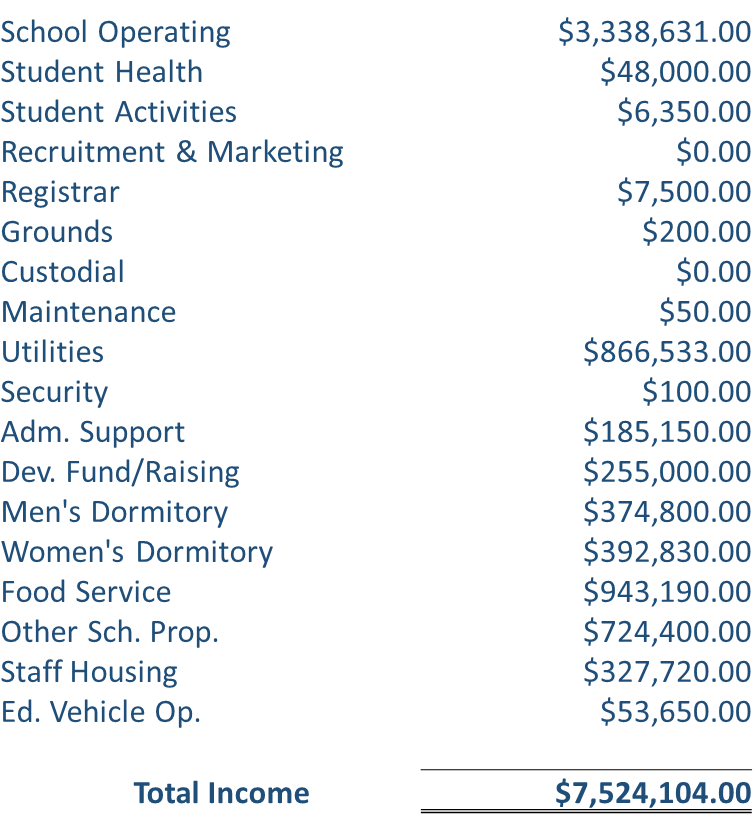 School Operating $3,338,631.00
Student Health $48,000.00
Student Activities $6,350.00
Recruitment & Marketing $0.00
Registrar $7,500.00
Grounds $200.00
Custodial $0.00
Maintenance $50.00
Utilities $866,533.00
Security $100.00
Adm. Support $185,150.00
Dev. Fund/Raising $255,000.00
Men's Dormitory $374,800.00
Women's Dormitory $392,830.00
Food Service $943,190.00
Other Sch. Prop. $724,400.00
Staff Housing $327,720.00
Ed. Vehicle Op. $53,650.00
Total Income $7,524,104.00